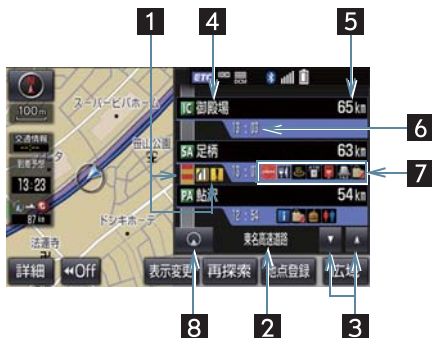 1
4
5
ETC
DCM
IC 御殿場 65km
100m
スーパービバホーム
13:03
6
交通情報
SA 足柄 63km
到着予想
笹山公園
7
13:23
PA 鮎沢 54km
12:54
87km
ドンキホーテ
法蓮寺
東名高速道路
詳細
◀◀Off
表示変更
再探索
地点登録
広域
8
2
3